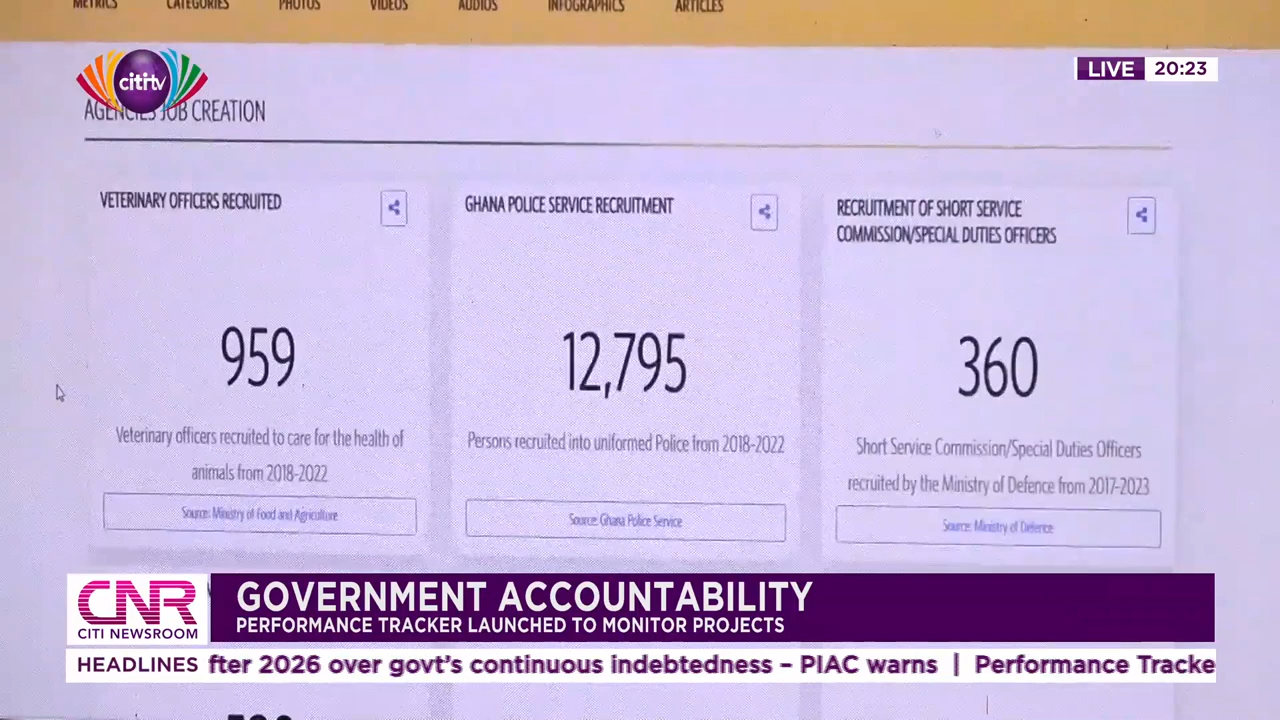 METRICS CATEGORIES PHOTOS VIDEOS AUDIOS INFOGRAPHICS ARTICLES
citi tv
LIVE 20:23
AGENCIES JOB CREATION
VETERINARY OFFICERS RECRUITED
959
Veterinary officers recruited to care for the health of
animals from 2018-2022
Source: Ministry of Food and Agriculture
GHANA POLICE SERVICE RECRUITMENT
12,795
Persons recruited into uniformed Police from 2018-2022
Source: Ghana Police Service
RECRUITMENT OF SHORT SERVICE
COMMISSION/SPECIAL DUTIES OFFICERS
360
Short Service Commission/Special Duties Officers
recruited by the Ministry of Defence from 2017-2023
Source: Ministry of Defence
CNR
CITI NEWSROOM
GOVERNMENT ACCOUNTABILITY
PERFORMANCE TRACKER LAUNCHED TO MONITOR PROJECTS
HEADLINES fter 2026 over govt's continuous indebtedness – PIAC warns | Performance Tracke